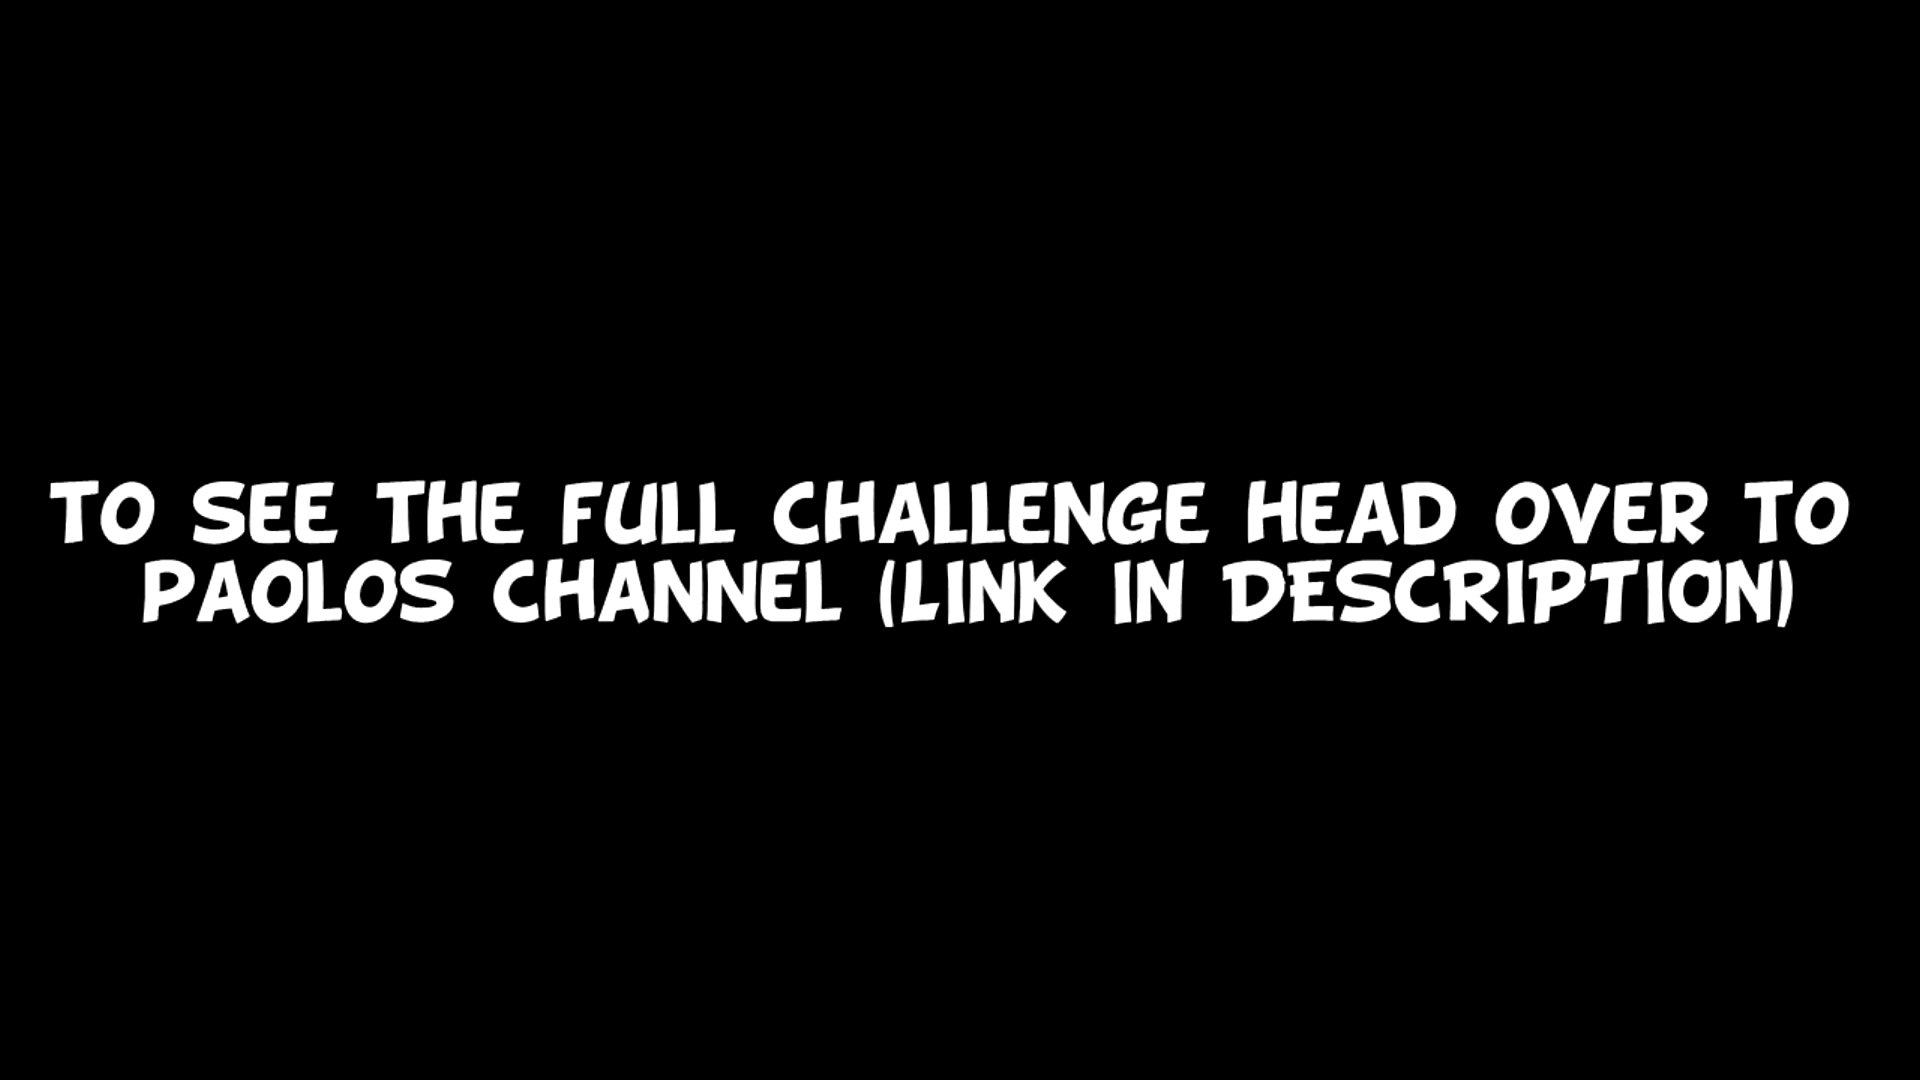 TO SEE THE FULL CHALLENGE HEAD OVER TO
PAOLOS CHANNEL (LINK IN DESCRIPTION)